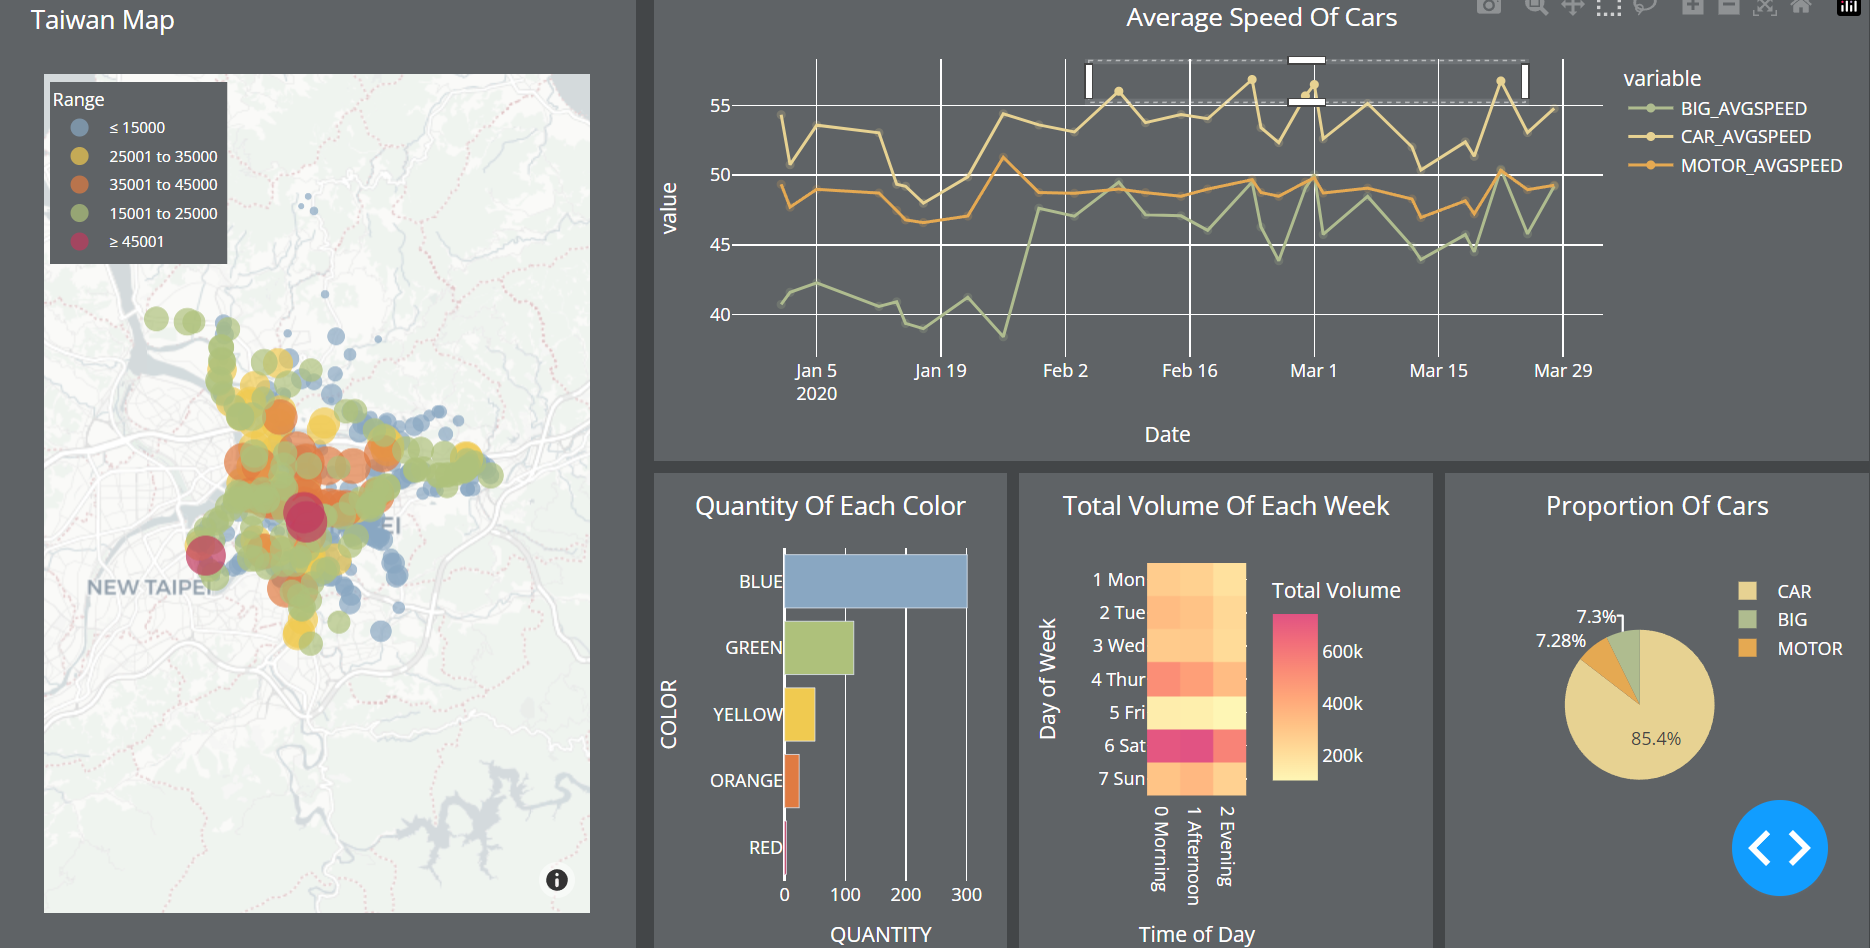 Taiwan Map
Range
≤ 15000
25001 to 35000
35001 to 45000
15001 to 25000
≥ 45001
NEW TAIPEI
EI
Average Speed Of Cars
value
55
50
45
40
Jan 5
2020
Jan 19
Feb 2
Feb 16
Mar 1
Mar 15
Mar 29
Date
variable
BIG_AVGSPEED
CAR_AVGSPEED
MOTOR_AVGSPEED
Quantity Of Each Color
COLOR
BLUE
GREEN
YELLOW
ORANGE
RED
0
100
200
300
QUANTITY
Total Volume Of Each Week
Day of Week
1 Mon
2 Tue
3 Wed
4 Thur
5 Fri
6 Sat
7 Sun
0 Morning
1 Afternoon
2 Evening
Time of Day
Total Volume
600k
400k
200k
Proportion Of Cars
7.3%
7.28%
85.4%
CAR
BIG
MOTOR